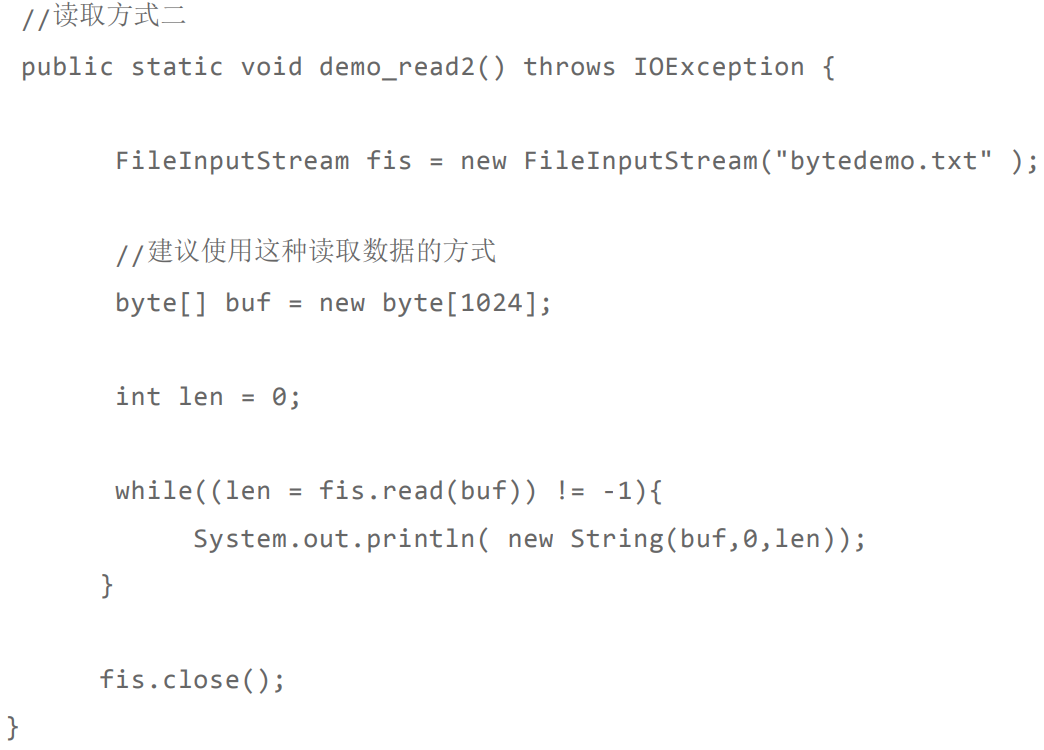 //读取方式二
public static void demo_read2() throws IOException {
FileInputStream fis = new FileInputStream("bytedemo.txt" );
//建议使用这种读取数据的方式
byte[] buf = new byte[1024];
int len = 0;
while((len = fis.read(buf)) != -1){
System.out.println( new String(buf,0,len));
}
fis.close();
}